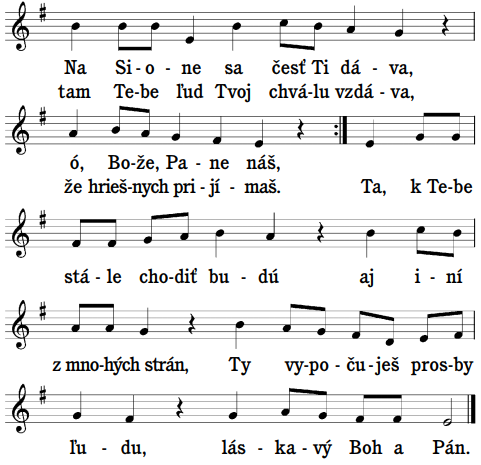 Na Si - o - ne sa česť Ti dá - va,
tam Te - be ľud Tvoj chvá - lu vzdá - va,
ó, Bo - že, Pa - ne náš,
že hrieš - nych pri - jí - maš. Ta, k Te - be
stá - le cho - diť bu - dú aj i - ní
z mno - hých strán, Ty vy - po - ču - ješ pros - by
ľu - du, lás - ka - vý Boh a Pán.